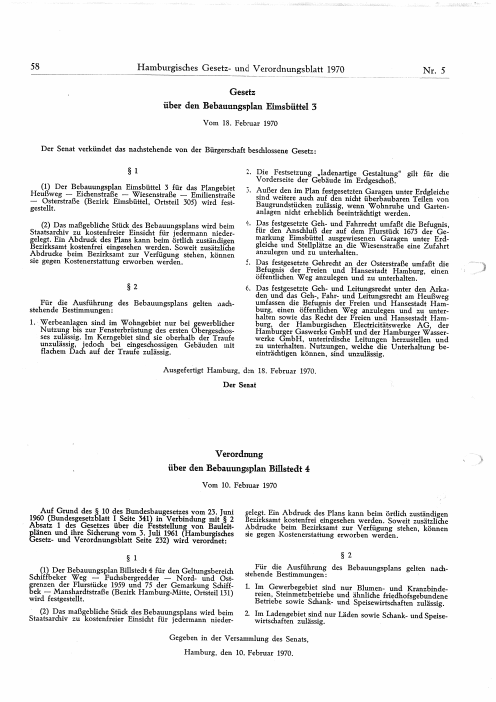 58
Hamburgisches Gesetz- und Verordnungsblatt 1970
Nr. 5
Gesetz
über den Bebauungsplan Eimsbüttel 3
Vom 18. Februar 1970
Der Senat verkündet das nachstehende von der Bürgerschaft beschlossene Gesetz:
§ 1
(1) Der Bebauungsplan Eimsbüttel 3 für das Plangebiet
Heußweg — Eichenstraße — Wiesenstraße — Emilienstraße
— Osterstraße (Bezirk Eimsbüttel, Ortsteil 305) wird fest-
gestellt.
(2) Das maßgebliche Stück des Bebauungsplans wird beim
Staatsarchiv zu kostenfreier Einsicht für jedermann nieder-
gelegt. Ein Abdruck des Plans kann beim örtlich zuständigen
Bezirksamt kostenfrei eingesehen werden. Soweit zusätzliche
Abdrucke beim Bezirksamt zur Verfügung stehen, können
sie gegen Kostenerstattung erworben werden.
§ 2
Für die Ausführung des Bebauungsplans gelten nach-
stehende Bestimmungen:
1. Werbeanlagen sind im Wohngebiet nur bei gewerblicher
Nutzung bis zur Fensterbrüstung des ersten Obergeschos-
ses zulässig. Im Kerngebiet sind sie oberhalb der Traufe
unzulässig, jedoch bei eingeschossigen Gebäuden mit
flachem Dach auf der Traufe zulässig.
2. Die Festsetzung „ladenartige Gestaltung" gilt für die
Vorderseite der Gebäude im Erdgeschoß.
3. Außer den im Plan festgesetzten Garagen unter Erdgleiche
sind weitere auch auf den nicht überbaubaren Teilen von
Baugrundstücken zulässig, wenn Wohnruhe und Garten-
anlagen nicht erheblich beeinträchtigt werden.
4. Das festgesetzte Geh- und Fahrrecht umfaßt die Befugnis,
für den Anschluß der auf dem Flurstück 1673 der Ge-
markung Eimsbüttel ausgewiesenen Garagen unter Erd-
gleiche und Stellplätze an die Wiesenstraße eine Zufahrt
anzulegen und zu unterhalten.
5. Das festgesetzte Gehrecht an der Osterstraße umfaßt die
Befugnis der Freien und Hansestadt Hamburg, einen
öffentlichen Weg anzulegen und zu unterhalten.
6. Das festgesetzte Geh- und Leitungsrecht unter den Arka-
den und das Geh-, Fahr- und Leitungsrecht am Heußweg
umfassen die Befugnis der Freien und Hansestadt Ham-
burg, einen öffentlichen Weg anzulegen und zu unter-
halten sowie das Recht der Freien und Hansestadt Ham-
burg, der Hamburgischen Electricitätswerke AG, der
Hamburger Gaswerke GmbH und der Hamburger Wasser-
werke GmbH, unterirdische Leitungen herzustellen und
zu unterhalten. Nutzungen, welche die Unterhaltung be-
einträchtigen können, sind unzulässig.
Ausgefertigt Hamburg, den 18. Februar 1970.
Der Senat
Verordnung
über den Bebauungsplan Billstedt 4
Vom 10. Februar 1970
Auf Grund des § 10 des Bundesbaugesetzes vom 23. Juni
1960 (Bundesgesetzblatt I Seite 341) in Verbindung mit § 2
Absatz 1 des Gesetzes über die Feststellung von Bauleit-
plänen und ihre Sicherung vom 3. Juli 1961 (Hamburgisches
Gesetz- und Verordnungsblatt Seite 232) wird verordnet:
§ 1
(1) Der Bebauungsplan Billstedt 4 für den Geltungsbereich
Schiffbeker Weg — Fuchsbergredder — Nord- und Ost-
grenzen der Flurstücke 1959 und 75 der Gemarkung Schiff-
bek — Manshardtstraße (Bezirk Hamburg-Mitte, Ortsteil 131)
wird festgestellt.
(2) Das maßgebliche Stück des Bebauungsplans wird beim
Staatsarchiv zu kostenfreier Einsicht für jedermann nieder-
gelegt. Ein Abdruck des Plans kann beim örtlich zuständigen
Bezirksamt kostenfrei eingesehen werden. Soweit zusätzliche
Abdrucke beim Bezirksamt zur Verfügung stehen, können
sie gegen Kostenerstattung erworben werden.
§ 2
Für die Ausführung des Bebauungsplans gelten nach-
stehende Bestimmungen:
1. Im Gewerbegebiet sind nur Blumen- und Kranzbinde-
reien, Steinmetzbetriebe und ähnliche friedhofsgebundene
Betriebe sowie Schank- und Speisewirtschaften zulässig.
2. Im Ladengebiet sind nur Läden sowie Schank- und Speise-
wirtschaften zulässig.
Gegeben in der Versammlung des Senats,
Hamburg, den 10. Februar 1970.